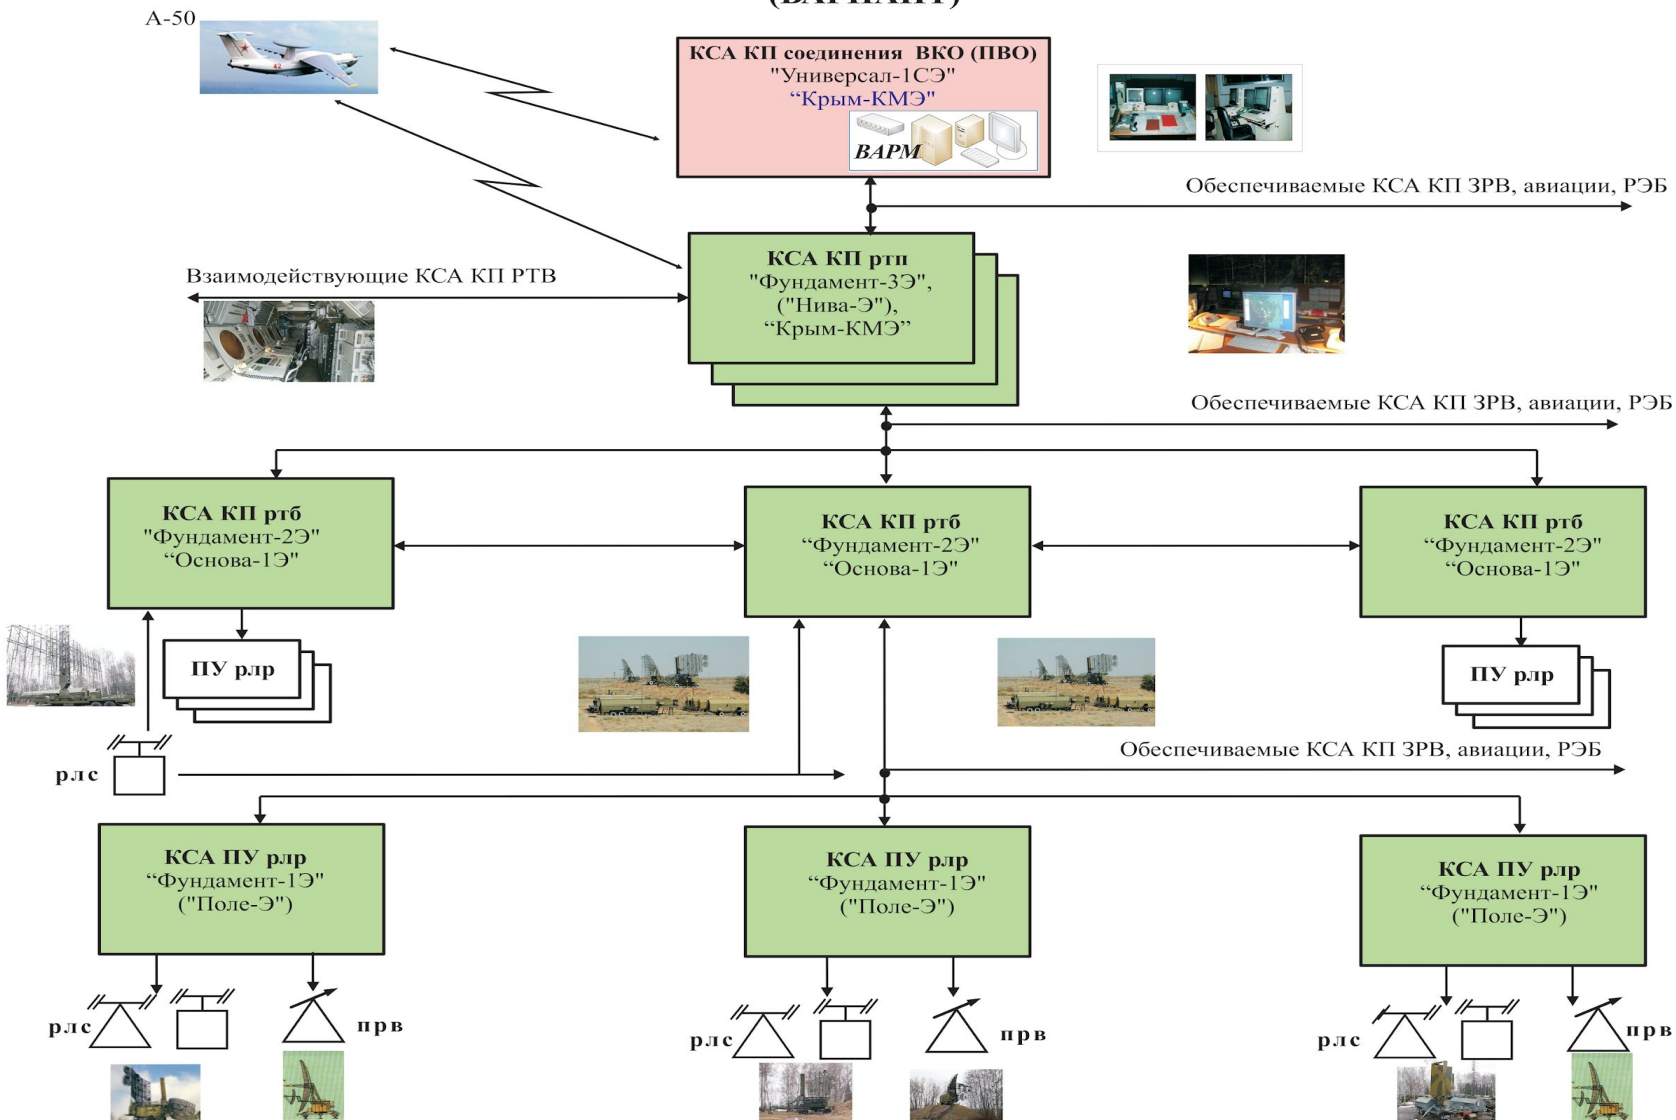 (ВАРИАНТ)
А-50
КСА КП соединения ВКО (ПВО)
"Универсал-1СЭ"
“Крым-КМЭ"
ВАРМ
Обеспечиваемые КСА КП ЗРВ, авиации, РЭБ
КСА КП ртп
"Фундамент-3Э",
("Нива-Э"),
“Крым-КМЭ”
Взаимодействующие КСА КП РТВ
Обеспечиваемые КСА КП ЗРВ, авиации, РЭБ
КСА КП ртб
"Фундамент-2Э"
“Основа-1Э"
КСА КП ртб
“Фундамент-2Э"
“Основа-1Э"
КСА КП ртб
“Фундамент-2Э"
“Основа-1Э"
ПУ рлр
ПУ рлр
рлс
Обеспечиваемые КСА КП ЗРВ, авиации, РЭБ
КСА ПУ рлр
“Фундамент-1Э"
("Поле-Э")
КСА ПУ рлр
“Фундамент-1Э"
("Поле-Э")
КСА ПУ рлр
“Фундамент-1Э"
("Поле-Э")
рлс
прв
рлс
прв
рлс
прв